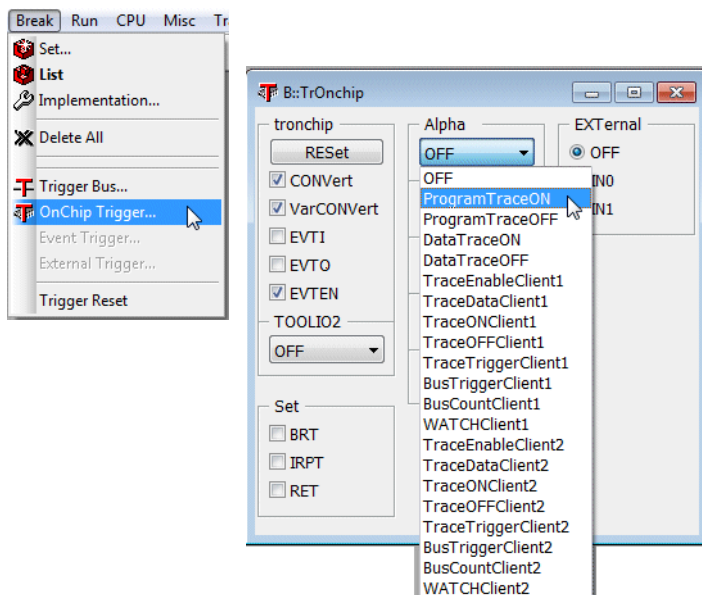 Break Run CPU Misc Tr
Set...
List
Implementation...
Delete All
Trigger Bus...
OnChip Trigger...
Event Trigger...
External Trigger...
Trigger Reset
B::TrOnchip
tronchip
RESet
CONVert
VarCONVert
EVTI
EVTO
EVTEN
TOOLIO2
OFF
Set
BRT
IRPT
RET
Alpha
OFF
OFF
ProgramTraceON
ProgramTraceOFF
DataTraceON
DataTraceOFF
TraceEnableClient1
TraceDataClient1
TraceONClient1
TraceOFFClient1
TraceTriggerClient1
BusTriggerClient1
BusCountClient1
WATCHClient1
TraceEnableClient2
TraceDataClient2
TraceONClient2
TraceOFFClient2
TraceTriggerClient2
BusTriggerClient2
BusCountClient2
WATCHClient2
EXTernal
OFF
IN0
IN1